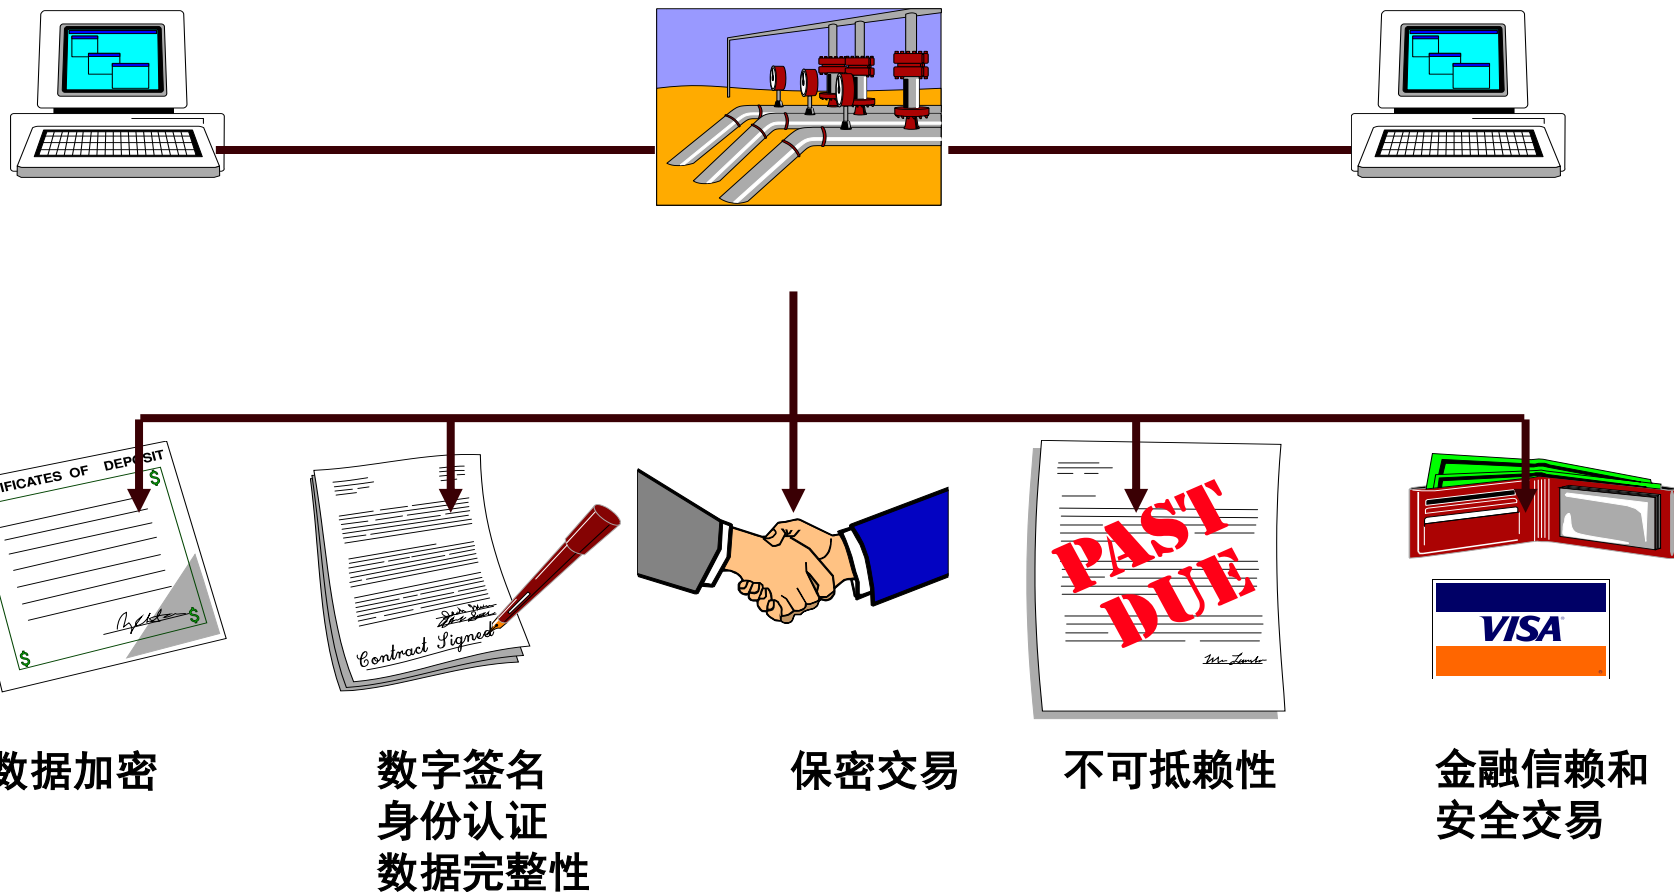 IFICATES OF DEPOSIT
$
$
$
Contract Signed
PAST
DUE
VISA
数据加密
数字签名
身份认证
数据完整性
保密交易
不可抵赖性
金融信赖和
安全交易